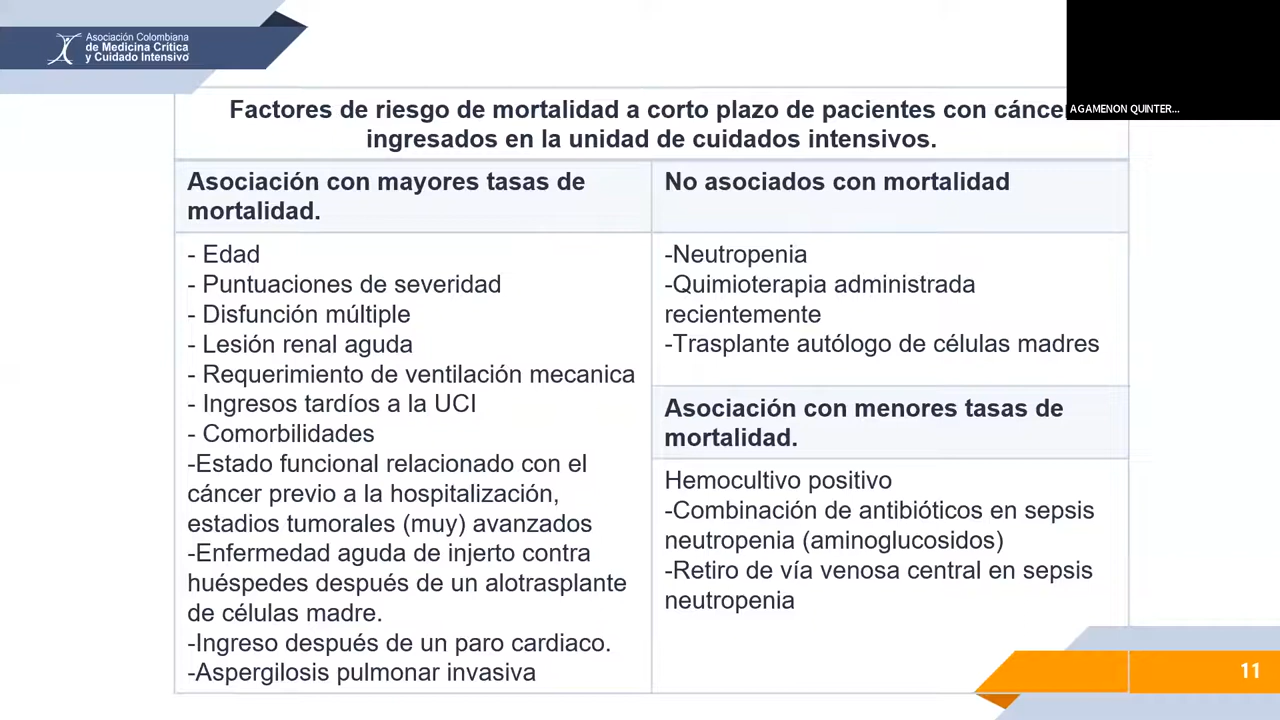 Asociación Colombiana
de Medicina Crítica
y Cuidado Intensivo
AGAMENON QUINTER...
Factores de riesgo de mortalidad a corto plazo de pacientes con cáncer
ingresados en la unidad de cuidados intensivos.
Asociación con mayores tasas de
mortalidad.
- Edad
- Puntuaciones de severidad
- Disfunción múltiple
- Lesión renal aguda
- Requerimiento de ventilación mecanica
- Ingresos tardíos a la UCI
- Comorbilidades
-Estado funcional relacionado con el
cáncer previo a la hospitalización,
estadios tumorales (muy) avanzados
-Enfermedad aguda de injerto contra
huéspedes después de un alotrasplante
de células madre.
-Ingreso después de un paro cardiaco.
-Aspergilosis pulmonar invasiva
No asociados con mortalidad
-Neutropenia
-Quimioterapia administrada
recientemente
-Trasplante autólogo de células madres
Asociación con menores tasas de
mortalidad.
Hemocultivo positivo
-Combinación de antibióticos en sepsis
neutropenia (aminoglucosidos)
-Retiro de vía venosa central en sepsis
neutropenia
11